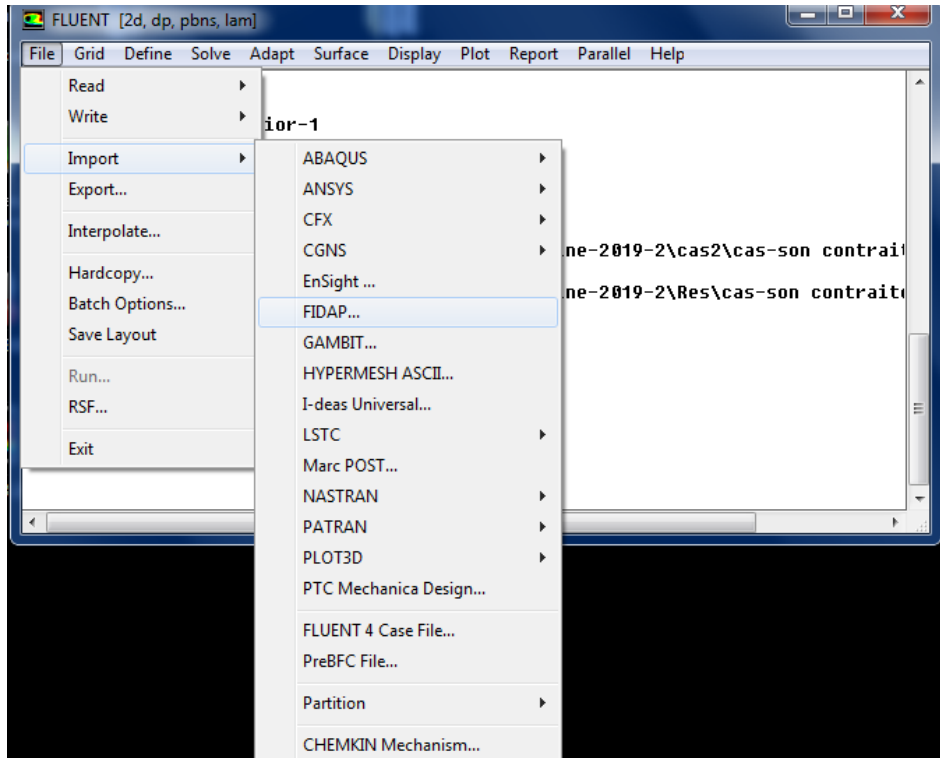 FLUENT [2d, dp, pbns, lam]
File Grid Define Solve Adapt Surface Display Plot Report Parallel Help
Read
Write
ior-1
Import
Export...
Interpolate...
Hardcopy...
Batch Options...
Save Layout
Run...
RSF...
Exit
ABAQUS
ANSYS
CFX
CGNS
EnSight ...
FIDAP...
GAMBIT...
HYPERMESH ASCII...
I-deas Universal...
LSTC
Marc POST...
NASTRAN
PATRAN
PLOT3D
PTC Mechanica Design...
FLUENT 4 Case File...
PreBFC File...
Partition
CHEMKIN Mechanism...
ne-2019-2\cas2\cas-son contrait
ne-2019-2\Res\cas-son contraite